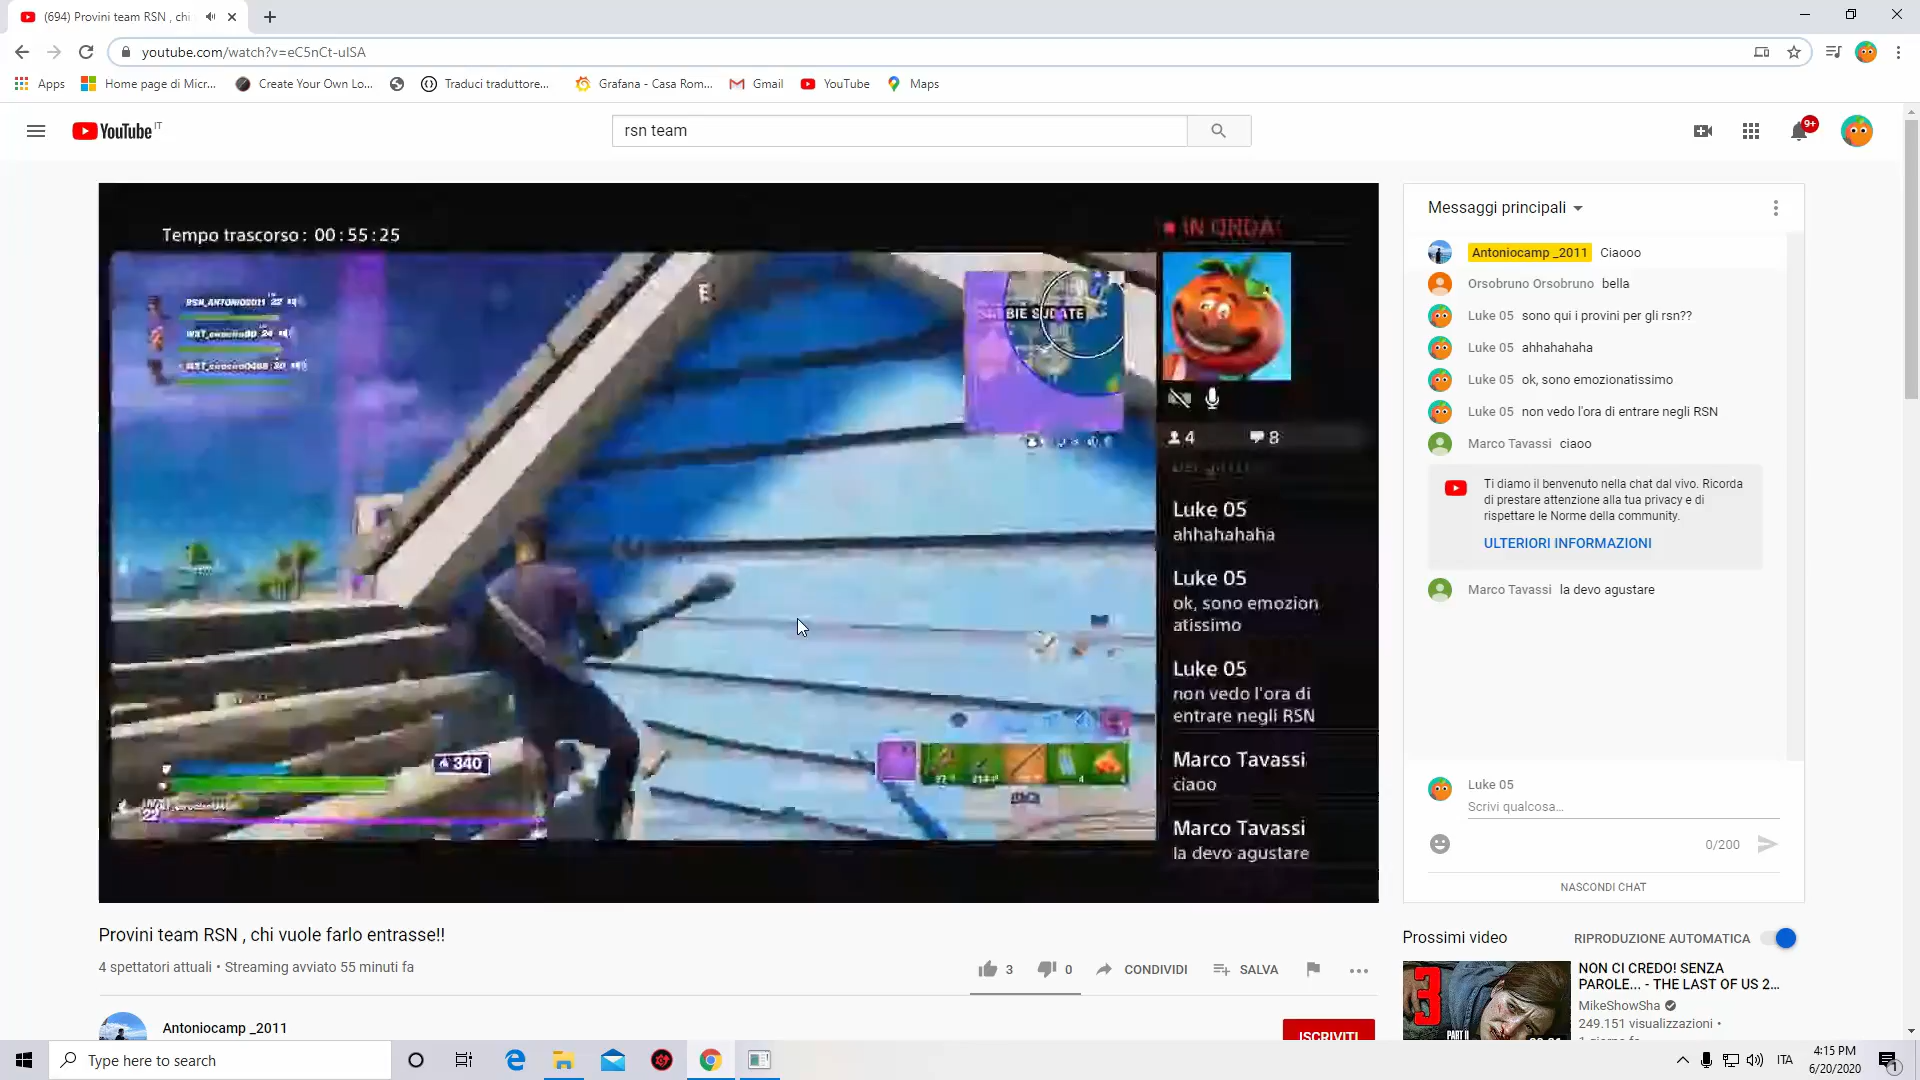 (694) Provini team RSN , chi
youtube.com/watch?v=eC5nCt-uISA
Apps
Home page di Micr...
Create Your Own Lo...
Traduci traduttore...
Grafana - Casa Rom...
Gmail
YouTube
Maps
YouTube IT
rsn team
9+
Tempo trascorso: 00:55:25
IN ONDA
4
8
Luke 05
ahhahahaha
Luke 05
ok, sono emozion
atissimo
Luke 05
non vedo l'ora di
entrare negli RSN
Marco Tavassi
ciaoo
Marco Tavassi
la devo agustare
340
22
Messaggi principali
Antoniocamp _2011 Ciaooo
Orsobruno Orsobruno bella
Luke 05 sono qui i provini per gli rsn??
Luke 05 ahhahahaha
Luke 05 ok, sono emozionatissimo
Luke 05 non vedo l'ora di entrare negli RSN
Marco Tavassi ciaoo
Ti diamo il benvenuto nella chat dal vivo. Ricorda
di prestare attenzione alla tua privacy e di
rispettare le Norme della community.
ULTERIORI INFORMAZIONI
Marco Tavassi la devo agustare
Luke 05
Scrivi qualcosa...
0/200
NASCONDI CHAT
Provini team RSN , chi vuole farlo entrasse!!
4 spettatori attuali • Streaming avviato 55 minuti fa
3
0
CONDIVIDI
SALVA
Antoniocamp _2011
ISCRIVITI
Prossimi video
RIPRODUZIONE AUTOMATICA
3
PART II
NON CI CREDO! SENZA
PAROLE... - THE LAST OF US 2...
MikeShowSha
249.151 visualizzazioni •
1 giorno fa
Type here to search
ITA
4:15 PM
6/20/2020
1